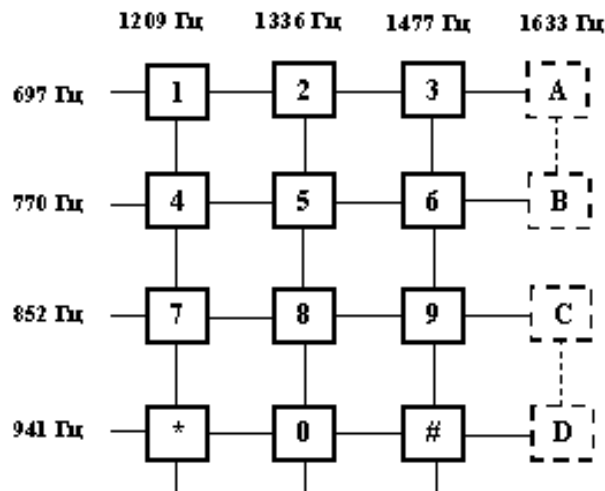 1209 Гц 1336 Гц 1477 Гц 1633 Гц
697 Гц 1 2 3 A
770 Гц 4 5 6 B
852 Гц 7 8 9 C
941 Гц * 0 # D